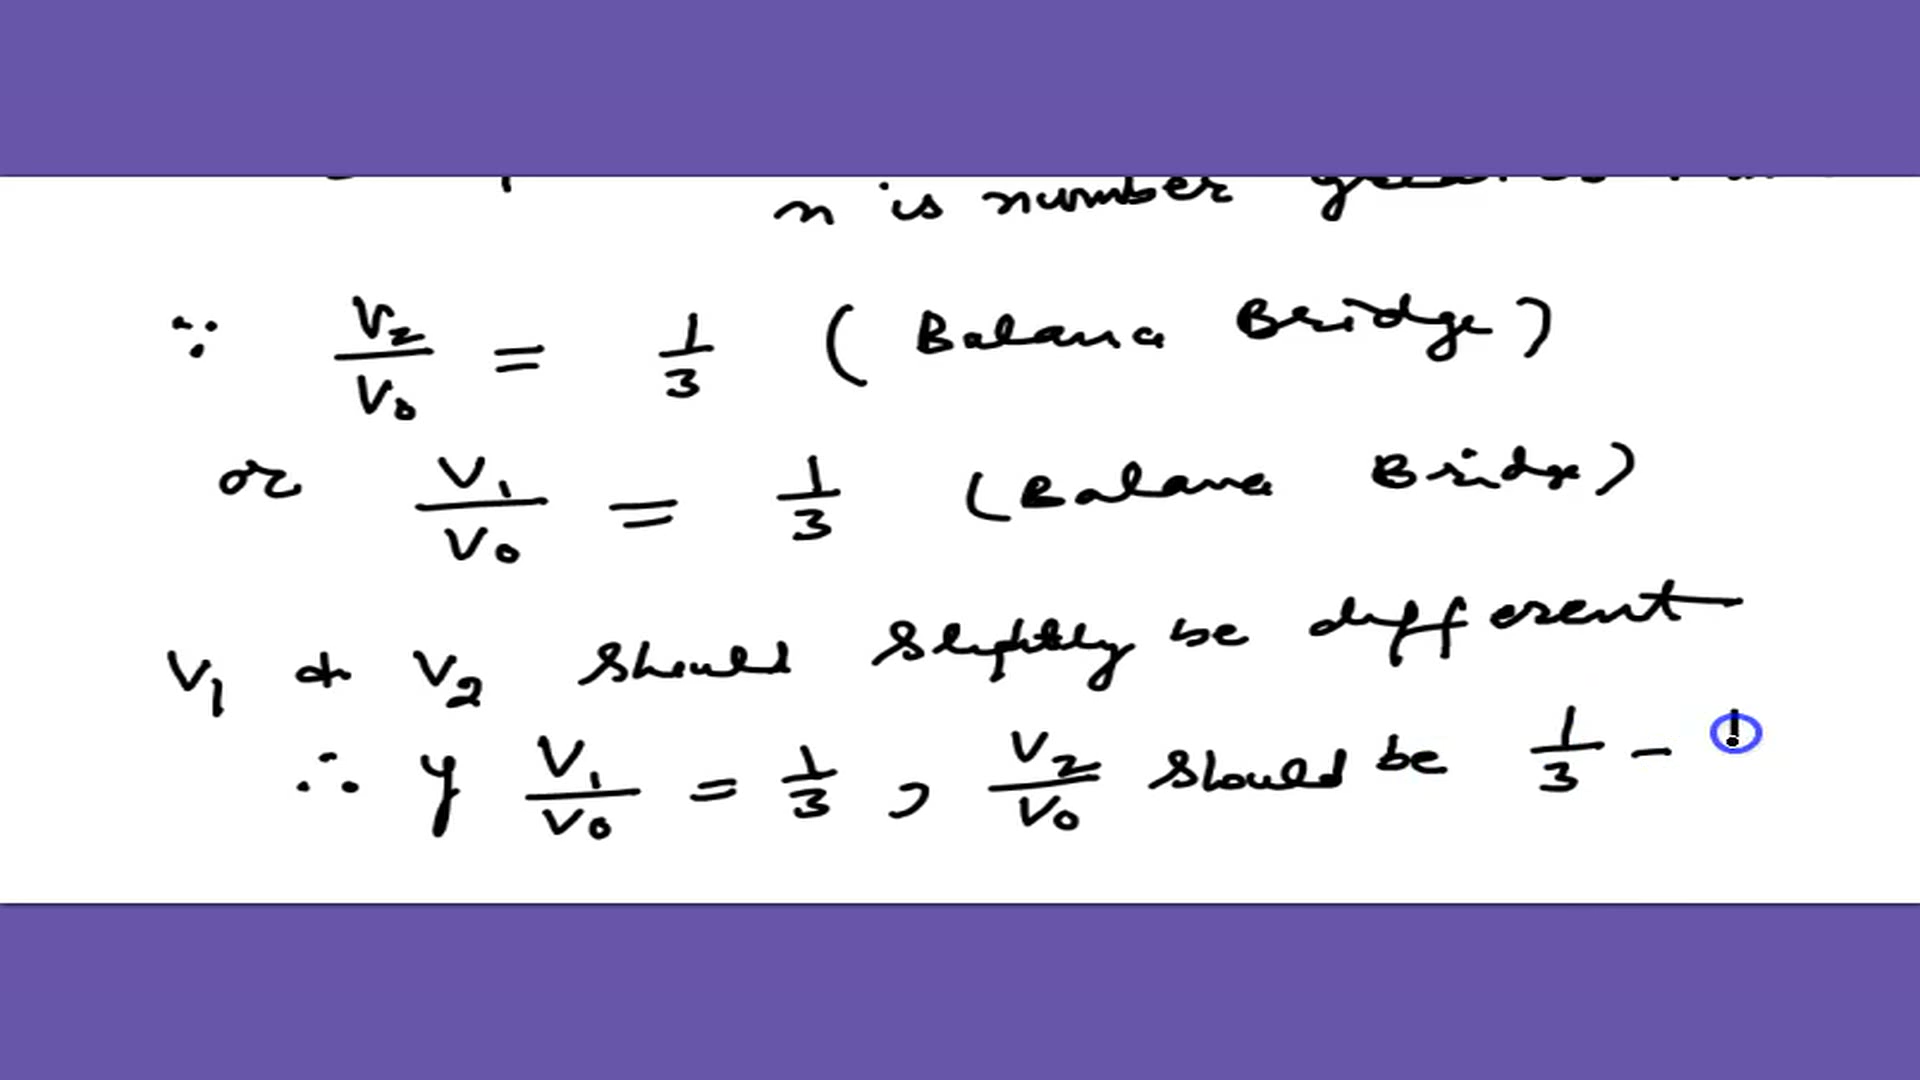 n is number
∵ V2/V0 = 1/3 (Balance Bridge)
or V1/V0 = 1/3 (Balance Bridge)
V1 & V2 should slightly be different
∴ if V1/V0 = 1/3, V2/V0 should be 1/3 -